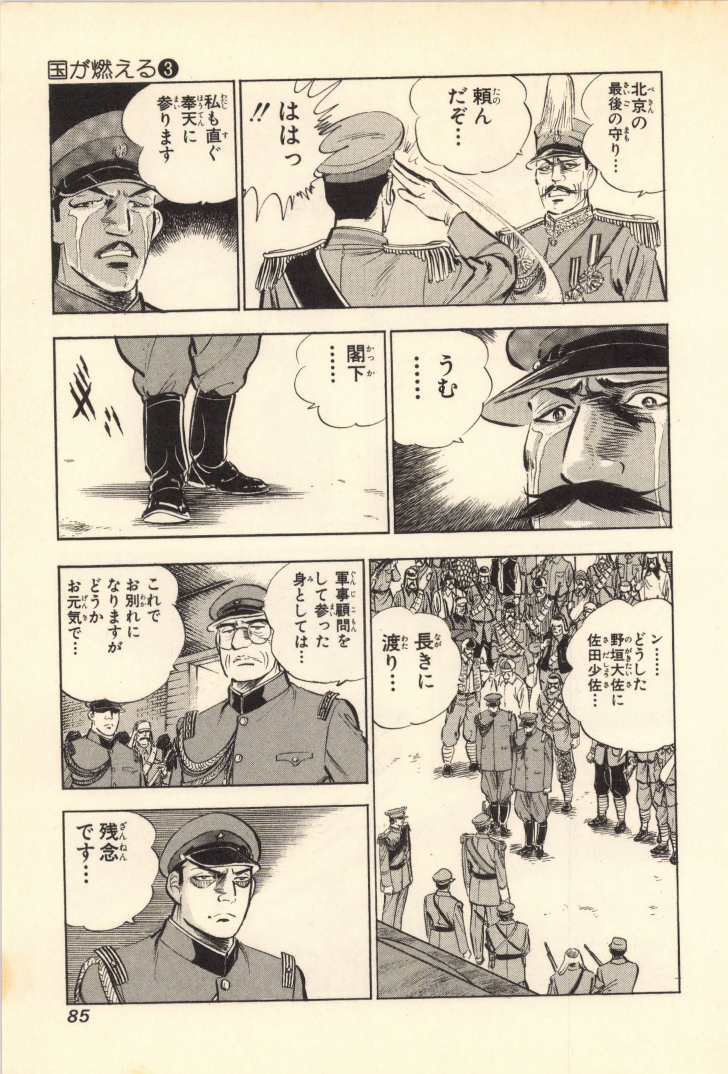 国が燃える❸
北京の
最後の守り…
頼ん
だぞ…
ははっ
!!
私も直ぐ
奉天に
参ります
うむ
……
閣下
……
ン……
どうした
野垣大佐に
佐田少佐…
長きに
渡り…
軍事顧問を
して参った
身としては…
これで
お別れに
なりますが
どうか
お元気で…
残念
です…
85